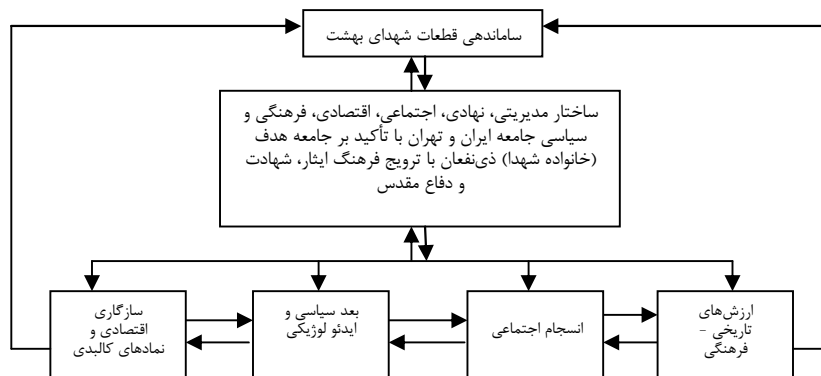 ساماندهی قطعات شهدای بهشت
ساختار مدیریتی، نهادی، اجتماعی، اقتصادی، فرهنگی و
سیاسی جامعه ایران و تهران با تأکید بر جامعه هدف
(خانواده شهدا) ذی‌نفعان با ترویج فرهنگ ایثار، شهادت
و دفاع مقدس
ارزش‌های
تاریخی -
فرهنگی
انسجام اجتماعی
بعد سیاسی و
ایدئو لوژیکی
سازگاری
اقتصادی و
نمادهای کالبدی